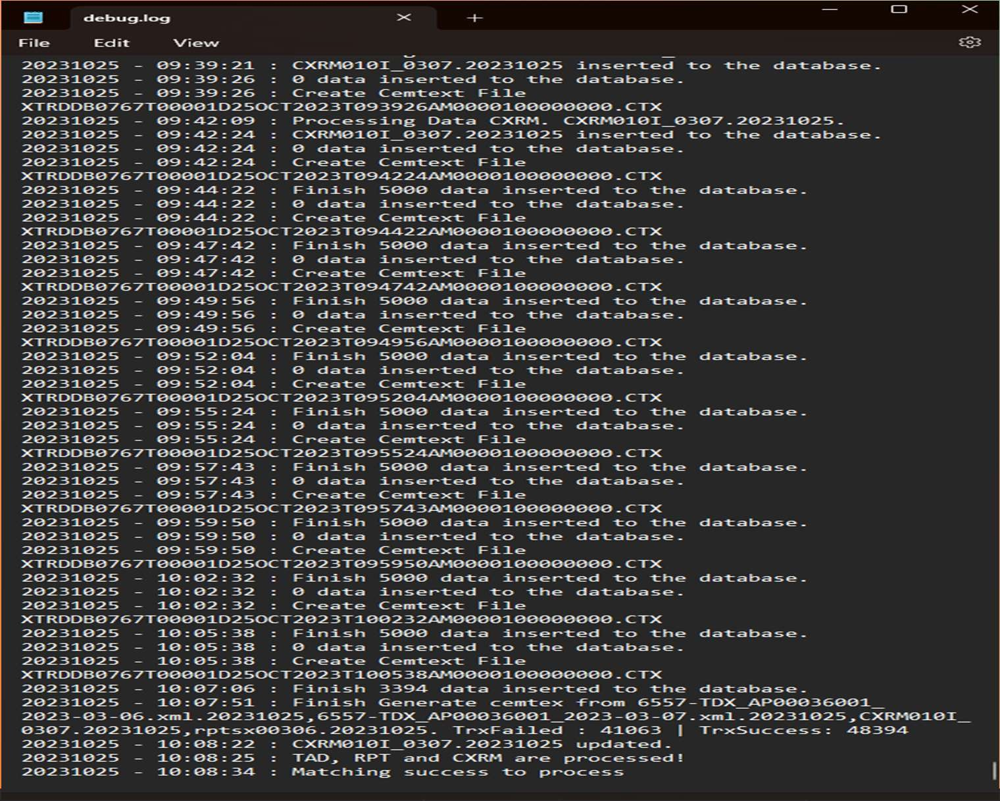 debug.log
File Edit View
20231025 - 09:39:21 : CXRM010I_0307.20231025 inserted to the database.
20231025 - 09:39:26 : 0 data inserted to the database.
20231025 - 09:39:26 : Create Cemtext File
XTRDDB0767T00001D25OCT2023T093926AM0000100000000.CTX
20231025 - 09:42:09 : Processing Data CXRM. CXRM010I_0307.20231025.
20231025 - 09:42:24 : CXRM010I_0307.20231025 inserted to the database.
20231025 - 09:42:24 : 0 data inserted to the database.
20231025 - 09:42:24 : Create Cemtext File
XTRDDB0767T00001D25OCT2023T094224AM0000100000000.CTX
20231025 - 09:44:22 : Finish 5000 data inserted to the database.
20231025 - 09:44:22 : 0 data inserted to the database.
20231025 - 09:44:22 : Create Cemtext File
XTRDDB0767T00001D25OCT2023T094422AM0000100000000.CTX
20231025 - 09:47:42 : Finish 5000 data inserted to the database.
20231025 - 09:47:42 : 0 data inserted to the database.
20231025 - 09:47:42 : Create Cemtext File
XTRDDB0767T00001D25OCT2023T094742AM0000100000000.CTX
20231025 - 09:49:56 : Finish 5000 data inserted to the database.
20231025 - 09:49:56 : 0 data inserted to the database.
20231025 - 09:49:56 : Create Cemtext File
XTRDDB0767T00001D25OCT2023T094956AM0000100000000.CTX
20231025 - 09:52:04 : Finish 5000 data inserted to the database.
20231025 - 09:52:04 : 0 data inserted to the database.
20231025 - 09:52:04 : Create Cemtext File
XTRDDB0767T00001D25OCT2023T095204AM0000100000000.CTX
20231025 - 09:55:24 : Finish 5000 data inserted to the database.
20231025 - 09:55:24 : 0 data inserted to the database.
20231025 - 09:55:24 : Create Cemtext File
XTRDDB0767T00001D25OCT2023T095524AM0000100000000.CTX
20231025 - 09:57:43 : Finish 5000 data inserted to the database.
20231025 - 09:57:43 : 0 data inserted to the database.
20231025 - 09:57:43 : Create Cemtext File
XTRDDB0767T00001D25OCT2023T095743AM0000100000000.CTX
20231025 - 09:59:50 : Finish 5000 data inserted to the database.
20231025 - 09:59:50 : 0 data inserted to the database.
20231025 - 09:59:50 : Create Cemtext File
XTRDDB0767T00001D25OCT2023T095950AM0000100000000.CTX
20231025 - 10:02:32 : Finish 5000 data inserted to the database.
20231025 - 10:02:32 : 0 data inserted to the database.
20231025 - 10:02:32 : Create Cemtext File
XTRDDB0767T00001D25OCT2023T100232AM0000100000000.CTX
20231025 - 10:05:38 : Finish 5000 data inserted to the database.
20231025 - 10:05:38 : 0 data inserted to the database.
20231025 - 10:05:38 : Create Cemtext File
XTRDDB0767T00001D25OCT2023T100538AM0000100000000.CTX
20231025 - 10:07:06 : Finish 3394 data inserted to the database.
20231025 - 10:07:51 : Finish Generate cemtex from 6557-TDX_AP00036001_
2023-03-06.xml.20231025,6557-TDX_AP00036001_2023-03-07.xml.20231025,CXRM010I_
0307.20231025,rptsx00306.20231025. TrxFailed : 41063 | TrxSuccess: 48394
20231025 - 10:08:22 : CXRM010I_0307.20231025 updated.
20231025 - 10:08:25 : TAD, RPT and CXRM are processed!
20231025 - 10:08:34 : Matching success to process